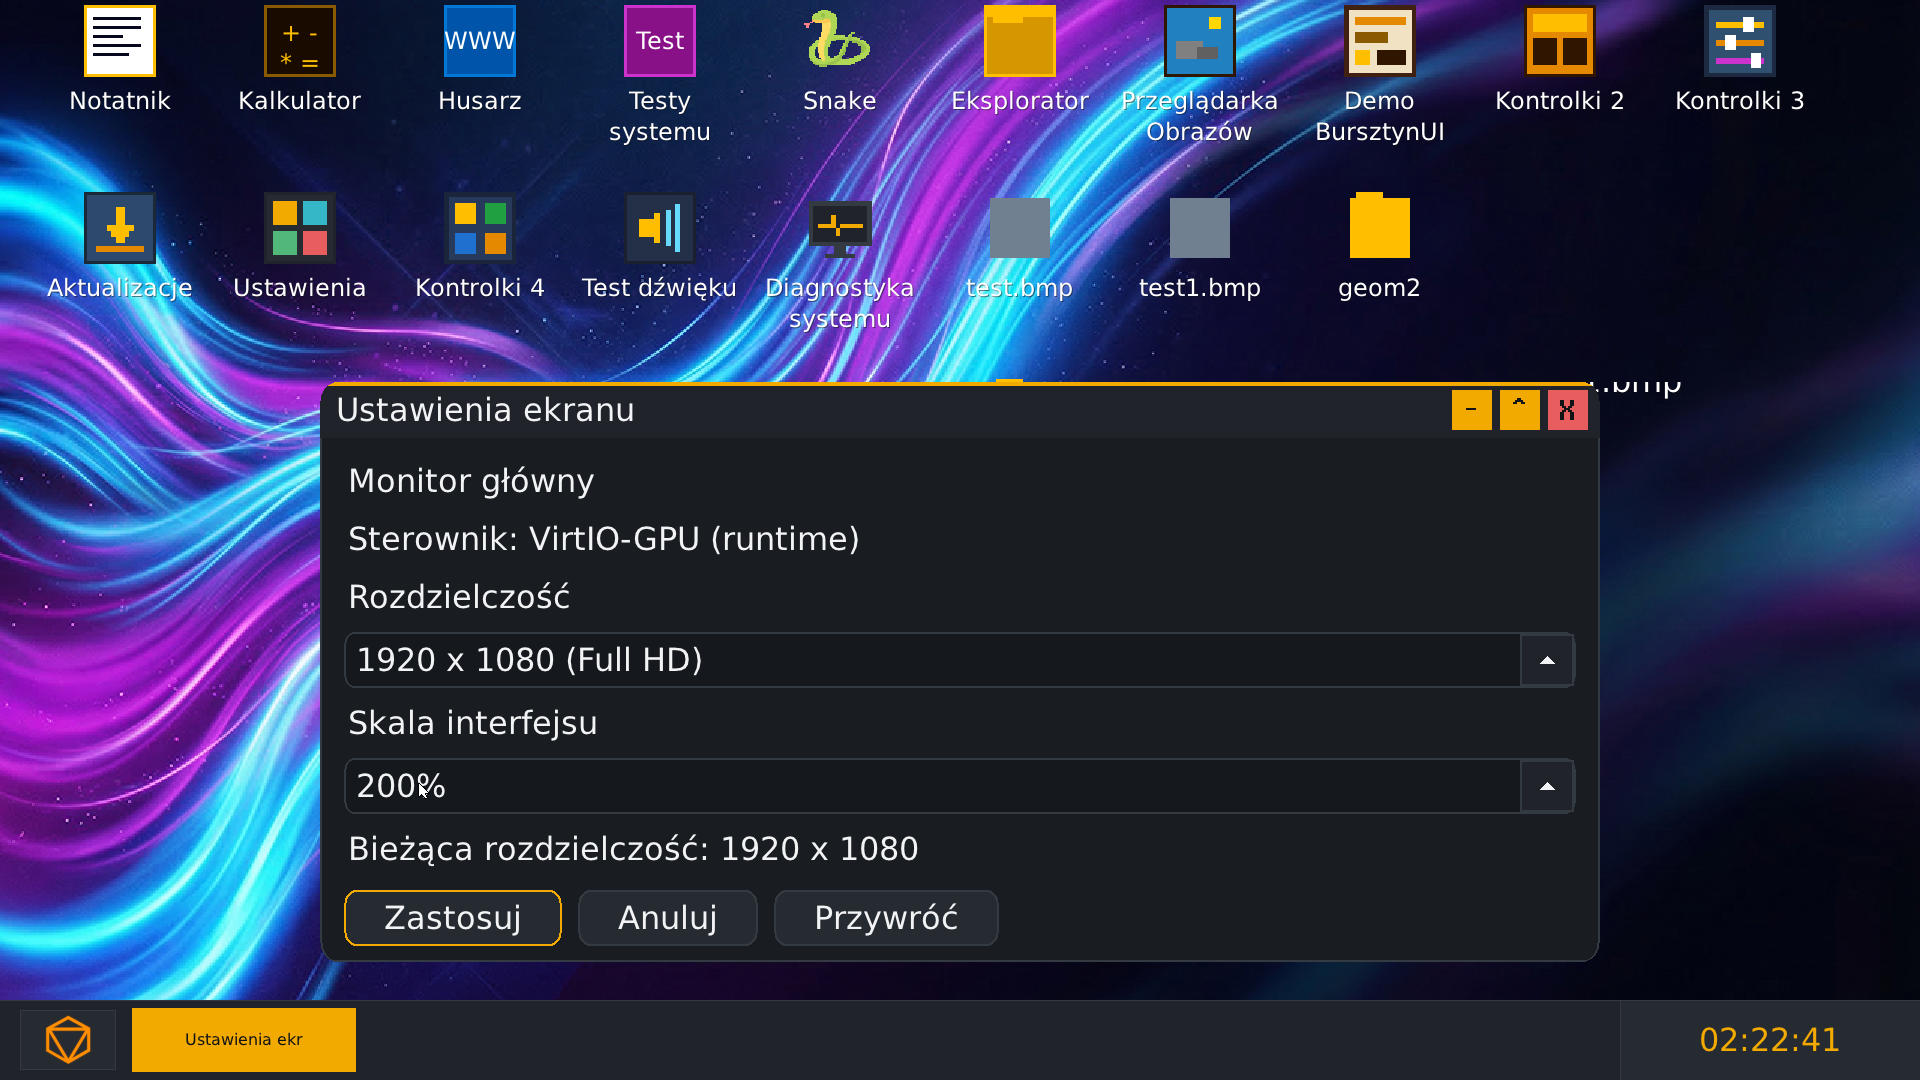 + -
* =
WWW
Test
Notatnik
Kalkulator
Husarz
Testy
systemu
Snake
Eksplorator
Przeglądarka
Obrazów
Demo
BursztynUI
Kontrolki 2
Kontrolki 3
Aktualizacje
Ustawienia
Kontrolki 4
Test dźwięku
Diagnostyka
systemu
test.bmp
test1.bmp
geom2
.bmp
Ustawienia ekranu
- ^ X
Monitor główny
Sterownik: VirtIO-GPU (runtime)
Rozdzielczość
1920 x 1080 (Full HD)
Skala interfejsu
200%
Bieżąca rozdzielczość: 1920 x 1080
Zastosuj
Anuluj
Przywróć
Ustawienia ekr
02:22:41